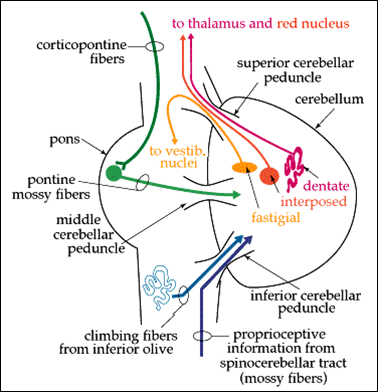 to thalamus and red nucleus
corticopontine
fibers
superior cerebellar
peduncle
cerebellum
pons
to vestib.
nuclei
pontine
mossy fibers
dentate
interposed
fastigial
middle
cerebellar
peduncle
inferior cerebellar
peduncle
climbing fibers
from inferior olive
proprioceptive
information from
spinocerebellar tract
(mossy fibers)